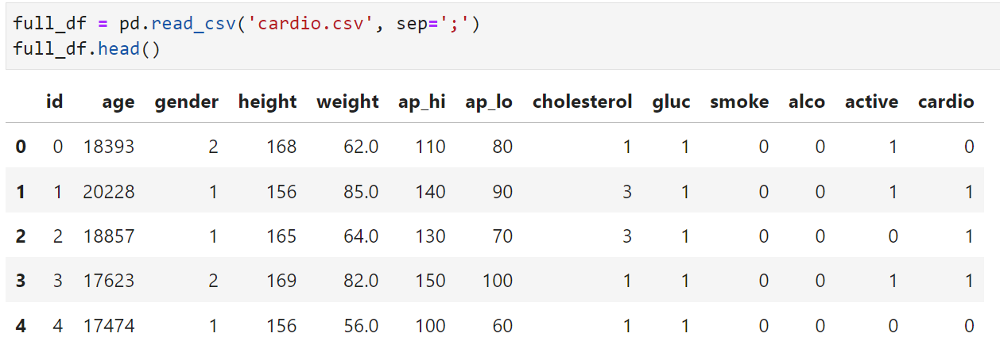 full_df = pd.read_csv('cardio.csv', sep=';')
full_df.head()
id age gender height weight ap_hi ap_lo cholesterol gluc smoke alco active cardio
0 0 18393 2 168 62.0 110 80 1 1 0 0 1 0
1 1 20228 1 156 85.0 140 90 3 1 0 0 1 1
2 2 18857 1 165 64.0 130 70 3 1 0 0 0 1
3 3 17623 2 169 82.0 150 100 1 1 0 0 1 1
4 4 17474 1 156 56.0 100 60 1 1 0 0 0 0